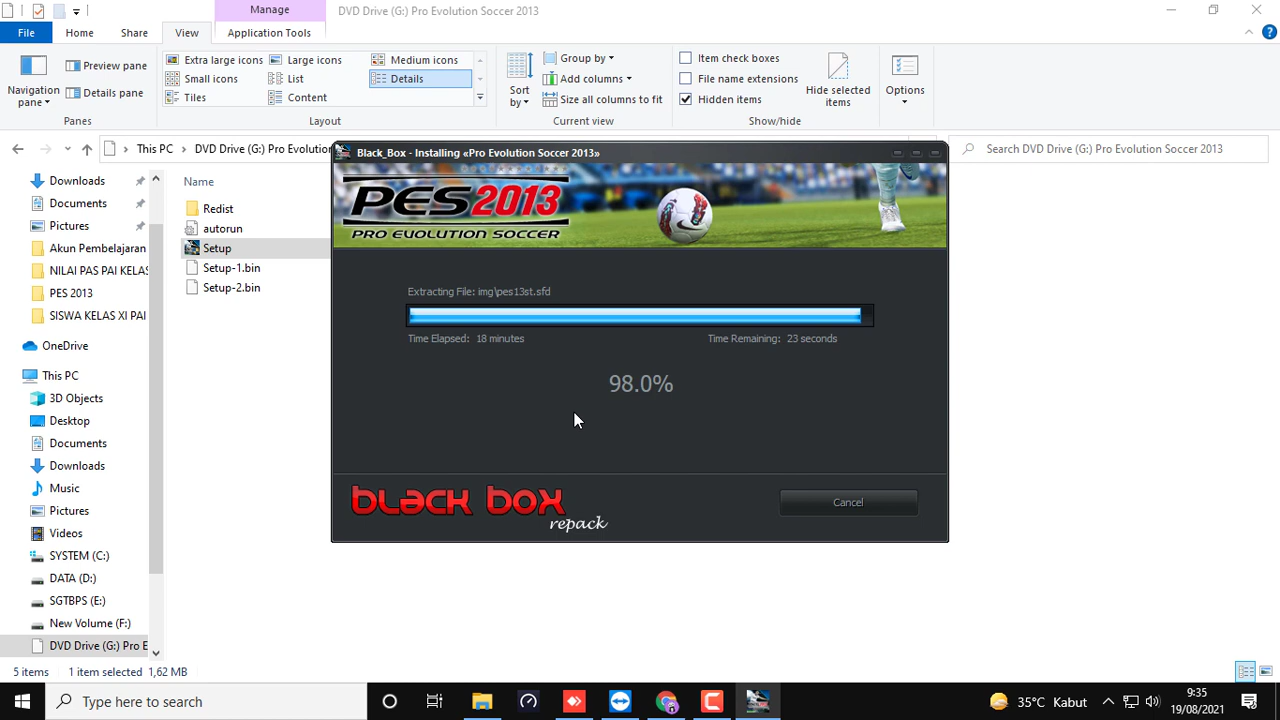 Manage
DVD Drive (G:) Pro Evolution Soccer 2013
File
Home
Share
View
Application Tools
Navigation pane
Preview pane
Details pane
Panes
Extra large icons
Large icons
Medium icons
Small icons
List
Details
Tiles
Content
Layout
Sort by
Group by
Add columns
Size all columns to fit
Current view
Item check boxes
File name extensions
Hidden items
Hide selected items
Show/hide
Options
This PC
DVD Drive (G:) Pro Evolution
Search DVD Drive (G:) Pro Evolution Soccer 2013
Downloads
Documents
Pictures
Akun Pembelajaran
NILAI PAS PAI KELAS
PES 2013
SISWA KELAS XI PAI
OneDrive
This PC
3D Objects
Desktop
Documents
Downloads
Music
Pictures
Videos
SYSTEM (C:)
DATA (D:)
SGTBPS (E:)
New Volume (F:)
DVD Drive (G:) Pro E
Name
Redist
autorun
Setup
Setup-1.bin
Setup-2.bin
Black_Box - Installing «Pro Evolution Soccer 2013»
PES2013
PRO EVOLUTION SOCCER
Extracting File: img\pes13st.sfd
Time Elapsed: 18 minutes
Time Remaining: 23 seconds
98.0%
black box
repack
Cancel
5 items
1 item selected 1,62 MB
Type here to search
35°C Kabut
9:35
19/08/2021